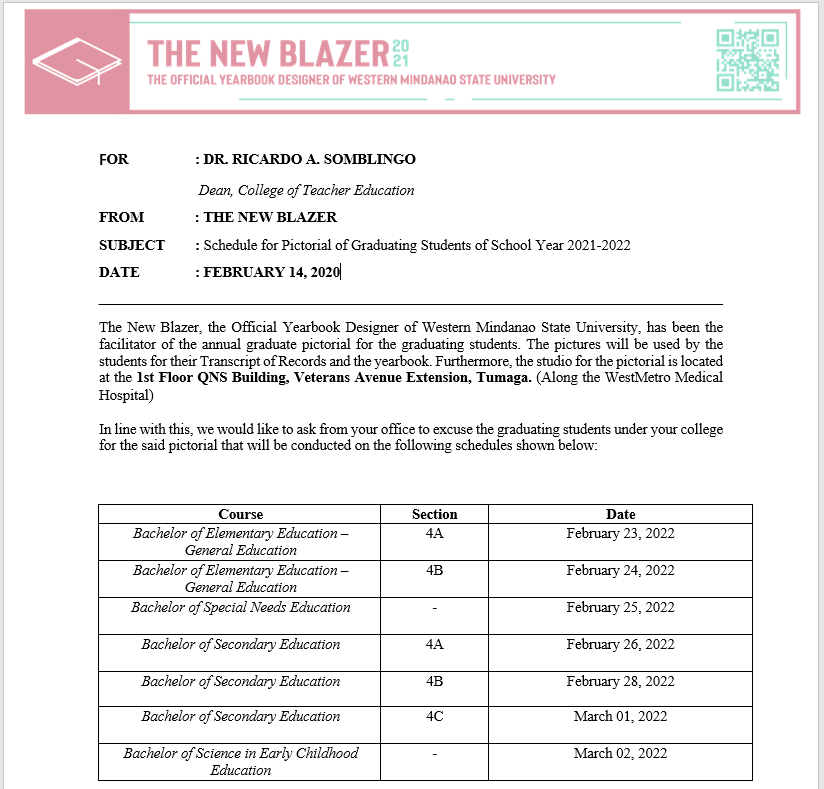 THE NEW BLAZER 20 21
THE OFFICIAL YEARBOOK DESIGNER OF WESTERN MINDANAO STATE UNIVERSITY
FOR : DR. RICARDO A. SOMBLINGO
Dean, College of Teacher Education
FROM : THE NEW BLAZER
SUBJECT : Schedule for Pictorial of Graduating Students of School Year 2021-2022
DATE : FEBRUARY 14, 2020
The New Blazer, the Official Yearbook Designer of Western Mindanao State University, has been the
facilitator of the annual graduate pictorial for the graduating students. The pictures will be used by the
students for their Transcript of Records and the yearbook. Furthermore, the studio for the pictorial is located
at the 1st Floor QNS Building, Veterans Avenue Extension, Tumaga. (Along the WestMetro Medical
Hospital)
In line with this, we would like to ask from your office to excuse the graduating students under your college
for the said pictorial that will be conducted on the following schedules shown below:
Course Section Date
Bachelor of Elementary Education – 4A February 23, 2022
General Education
Bachelor of Elementary Education – 4B February 24, 2022
General Education
Bachelor of Special Needs Education - February 25, 2022
Bachelor of Secondary Education 4A February 26, 2022
Bachelor of Secondary Education 4B February 28, 2022
Bachelor of Secondary Education 4C March 01, 2022
Bachelor of Science in Early Childhood - March 02, 2022
Education